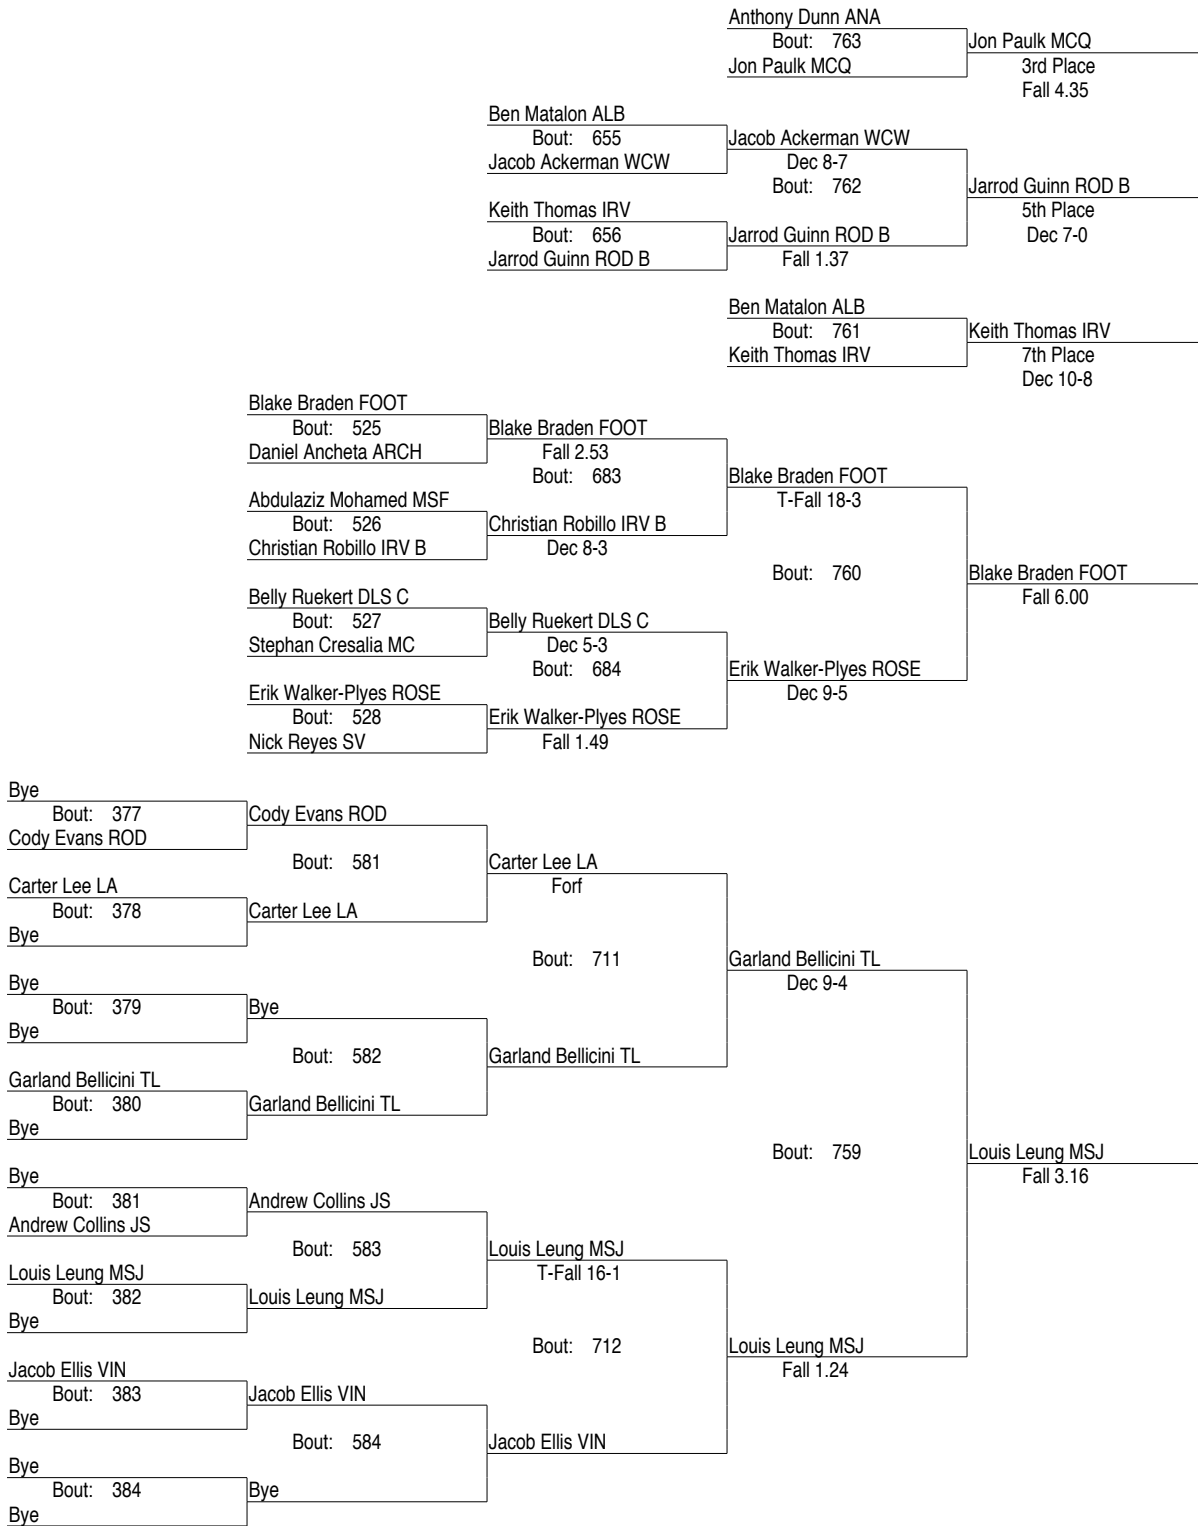 Anthony Dunn ANA
Bout: 763
Jon Paulk MCQ
Jon Paulk MCQ
3rd Place
Fall 4.35
Ben Matalon ALB
Bout: 655
Jacob Ackerman WCW
Jacob Ackerman WCW
Dec 8-7
Bout: 762
Jarrod Guinn ROD B
5th Place
Dec 7-0
Keith Thomas IRV
Bout: 656
Jarrod Guinn ROD B
Jarrod Guinn ROD B
Fall 1.37
Ben Matalon ALB
Bout: 761
Keith Thomas IRV
Keith Thomas IRV
7th Place
Dec 10-8
Blake Braden FOOT
Bout: 525
Daniel Ancheta ARCH
Blake Braden FOOT
Fall 2.53
Bout: 683
Blake Braden FOOT
T-Fall 18-3
Abdulaziz Mohamed MSF
Bout: 526
Christian Robillo IRV B
Christian Robillo IRV B
Dec 8-3
Bout: 760
Blake Braden FOOT
Fall 6.00
Belly Ruekert DLS C
Bout: 527
Stephan Cresalia MC
Belly Ruekert DLS C
Dec 5-3
Bout: 684
Erik Walker-Plyes ROSE
Dec 9-5
Erik Walker-Plyes ROSE
Bout: 528
Nick Reyes SV
Erik Walker-Plyes ROSE
Fall 1.49
Bye
Bout: 377
Cody Evans ROD
Cody Evans ROD
Bout: 581
Carter Lee LA
Forf
Carter Lee LA
Bout: 378
Bye
Carter Lee LA
Bout: 711
Garland Bellicini TL
Dec 9-4
Bye
Bout: 379
Bye
Bye
Bout: 582
Garland Bellicini TL
Garland Bellicini TL
Bout: 380
Bye
Garland Bellicini TL
Bout: 759
Louis Leung MSJ
Fall 3.16
Bye
Bout: 381
Andrew Collins JS
Andrew Collins JS
Bout: 583
Louis Leung MSJ
T-Fall 16-1
Louis Leung MSJ
Bout: 382
Bye
Louis Leung MSJ
Bout: 712
Louis Leung MSJ
Fall 1.24
Jacob Ellis VIN
Bout: 383
Bye
Jacob Ellis VIN
Bout: 584
Jacob Ellis VIN
Bye
Bout: 384
Bye
Bye